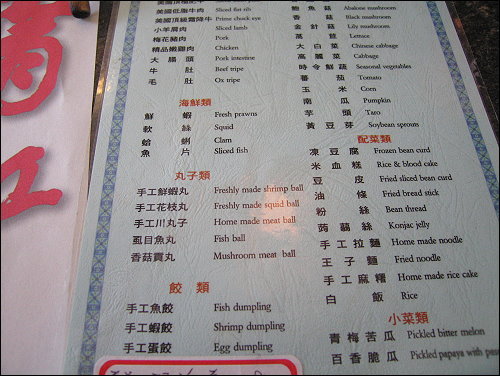 美國低脂牛肉 Sliced flat rib
美國頂級霜降牛 Prime chuck eye
小羊肩肉 Sliced lamb
梅花豬肉 Pork
精品嫩雞肉 Chicken
大腸頭 Pork intestine
牛肚 Beef tripe
毛肚 Ox tripe
海鮮類
鮮蝦 Fresh prawns
軟絲 Squid
蛤蜊 Clam
魚片 Sliced fish
丸子類
手工鮮蝦丸 Freshly made shrimp ball
手工花枝丸 Freshly made squid ball
手工川丸子 Home made meat ball
虱目魚丸 Fish ball
香菇貢丸 Mushroom meat ball
餃類
手工魚餃 Fish dumpling
手工蝦餃 Shrimp dumpling
手工蛋餃 Egg dumpling
鮑魚菇 Abalone mushroom
香菇 Black mushroom
金針菇 Lily mushroom
萵苣 Lettuce
大白菜 Chinese cabbage
高麗菜 Cabbage
時令鮮蔬 Seasonal vegetables
蕃茄 Tomato
玉米 Corn
南瓜 Pumpkin
芋頭 Taro
黃豆芽 Soybean sprouts
配菜類
凍豆腐 Frozen bean curd
米血糕 Rice & blood cake
豆皮 Fried sliced bean curd
油條 Fried bread stick
粉絲 Bean thread
蒟蒻絲 Konjac jelly
手工拉麵 Home made noodle
王子麵 Fried noodle
手工麻糬 Home made rice cake
白飯 Rice
小菜類
青梅苦瓜 Pickled bitter melon
百香脆瓜 Pickled papaya with